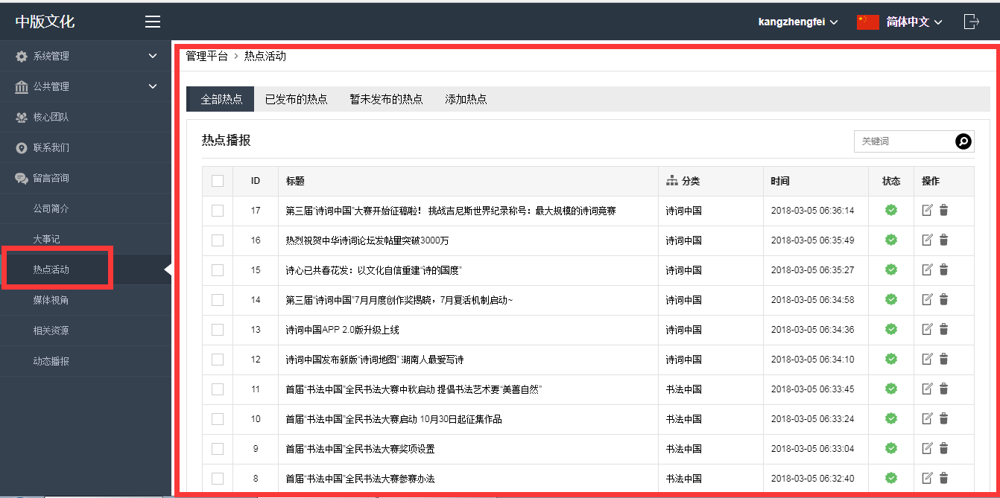 中版文化
kangzhengfei
简体中文
系统管理
公共管理
核心团队
联系我们
留言咨询
公司简介
大事记
热点活动
媒体视角
相关资源
动态播报
管理平台 > 热点活动
全部热点 已发布的热点 暂未发布的热点 添加热点
热点播报
关键词
ID 标题 分类 时间 状态 操作
17 第三届“诗词中国”大赛开始征稿啦！ 挑战吉尼斯世界纪录称号：最大规模的诗词竞赛 诗词中国 2018-03-05 06:36:14
16 热烈祝贺中华诗词论坛发帖量突破3000万 诗词中国 2018-03-05 06:35:49
15 诗心已共春花发：以文化自信重建“诗的国度” 诗词中国 2018-03-05 06:35:27
14 第三届“诗词中国”7月月度创作奖揭晓，7月复活机制启动~ 诗词中国 2018-03-05 06:34:58
13 诗词中国APP 2.0版升级上线 诗词中国 2018-03-05 06:34:36
12 诗词中国发布新版“诗词地图” 湖南人最爱写诗 诗词中国 2018-03-05 06:34:10
11 首届“书法中国”全民书法大赛中秋启动 提倡书法艺术要“美善自然” 书法中国 2018-03-05 06:33:45
10 首届“书法中国”全民书法大赛启动 10月30日起征集作品 书法中国 2018-03-05 06:33:24
9 首届“书法中国”全民书法大赛奖项设置 书法中国 2018-03-05 06:33:04
8 首届“书法中国”全民书法大赛参赛办法 书法中国 2018-03-05 06:32:40